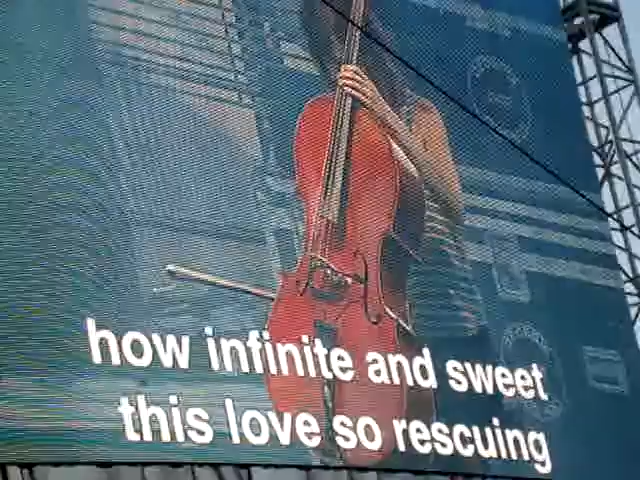 how infinite and sweet
this love so rescuing